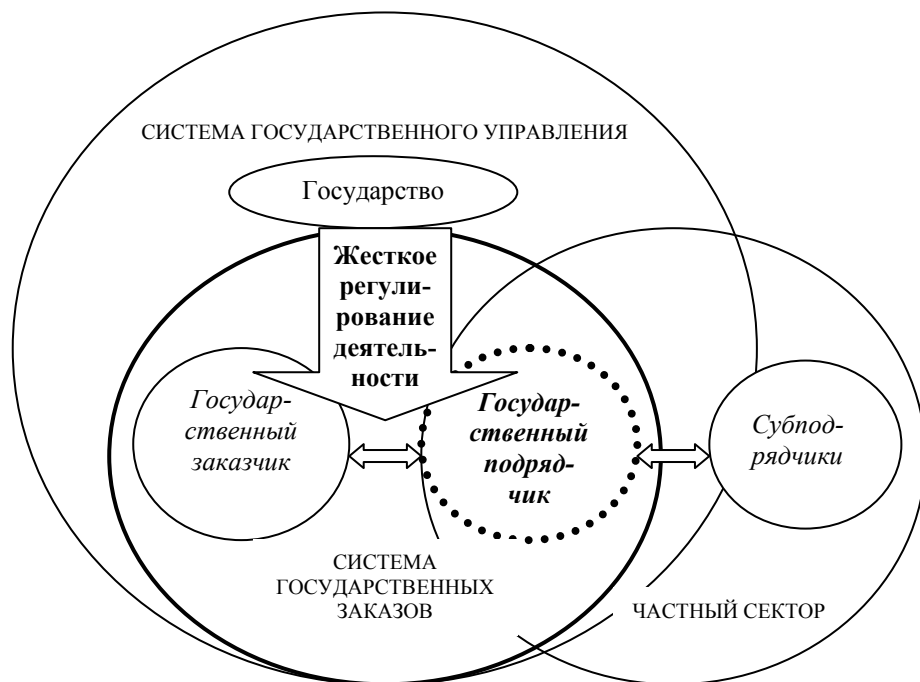 СИСТЕМА ГОСУДАРСТВЕННОГО УПРАВЛЕНИЯ
Государство
Жесткое
регули-
рование
деятель-
ности
Государ-
ственный
заказчик
Государ-
ственный
подряд-
чик
Субпод-
рядчики
СИСТЕМА
ГОСУДАРСТВЕННЫХ
ЗАКАЗОВ
ЧАСТНЫЙ СЕКТОР